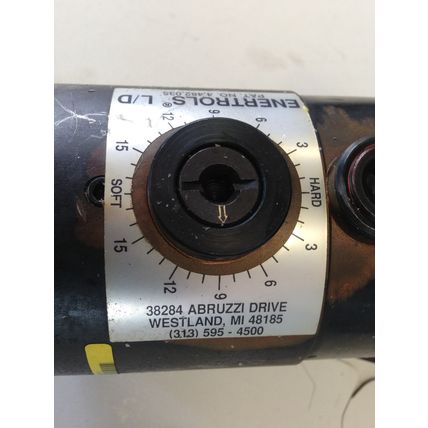 ENERTROLS® L/D
PAT. NO. 4,482,035
12 9 6
15 3
SOFT HARD
15 3
12 9 6
38284 ABRUZZI DRIVE
WESTLAND, MI 48185
(313) 595 - 4500